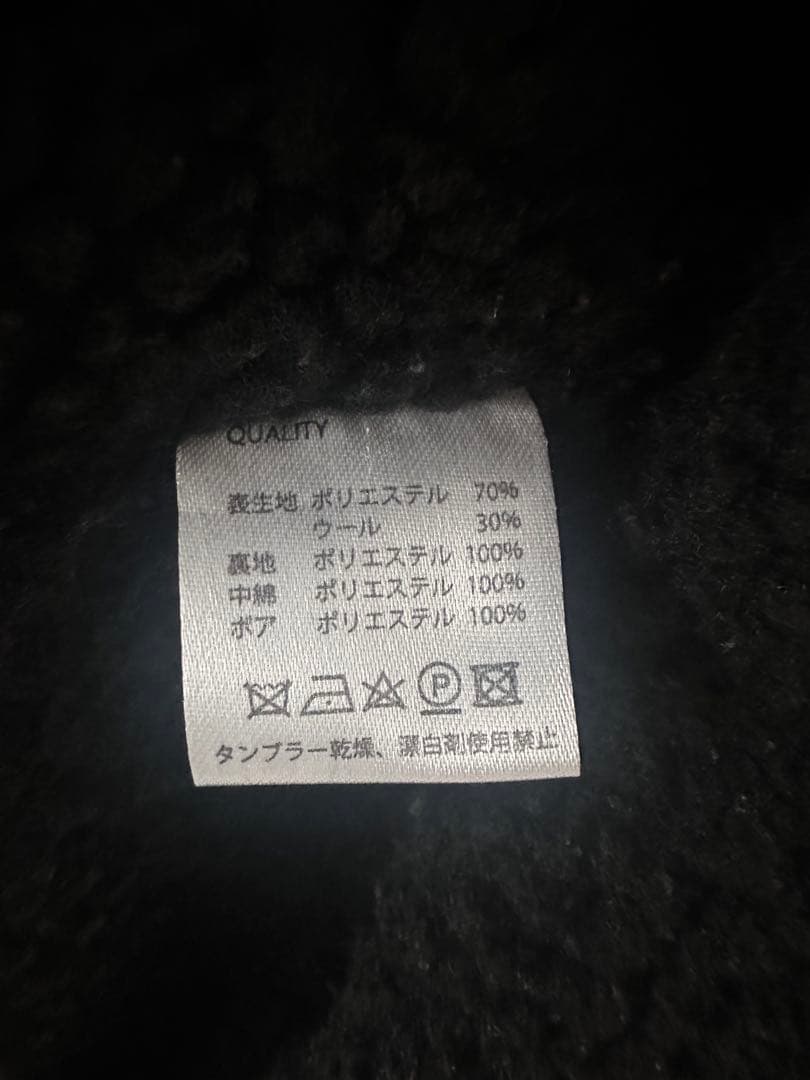 QUALITY
表生地 ポリエステル 70%
ウール 30%
裏地 ポリエステル 100%
中綿 ポリエステル 100%
ボア ポリエステル 100%
P
タンブラー乾燥、漂白剤使用禁止